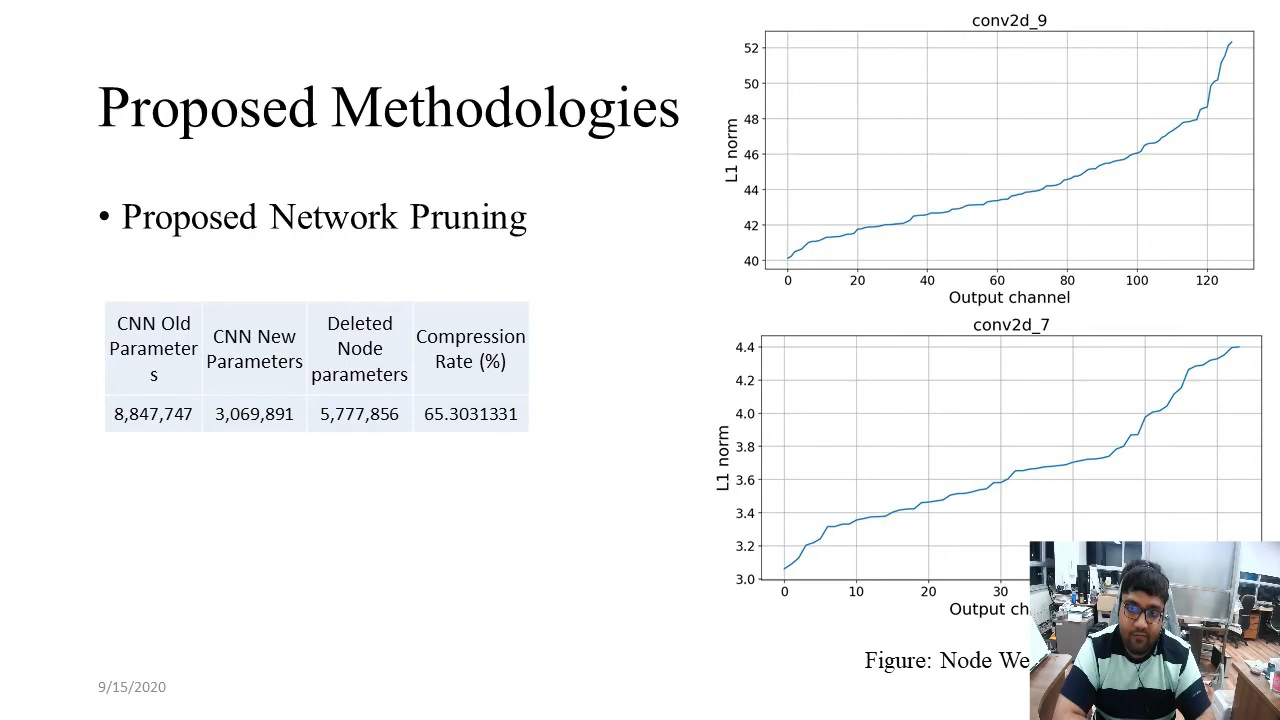 Proposed Methodologies
• Proposed Network Pruning
CNN Old
Parameter
s
CNN New
Parameters
Deleted
Node
parameters
Compression
Rate (%)
8,847,747
3,069,891
5,777,856
65.3031331
9/15/2020
conv2d_9
L1 norm
52
50
48
46
44
42
40
0 20 40 60 80 100 120
Output channel
conv2d_7
L1 norm
4.4
4.2
4.0
3.8
3.6
3.4
3.2
3.0
0 10 20 30
Output ch
Figure: Node We